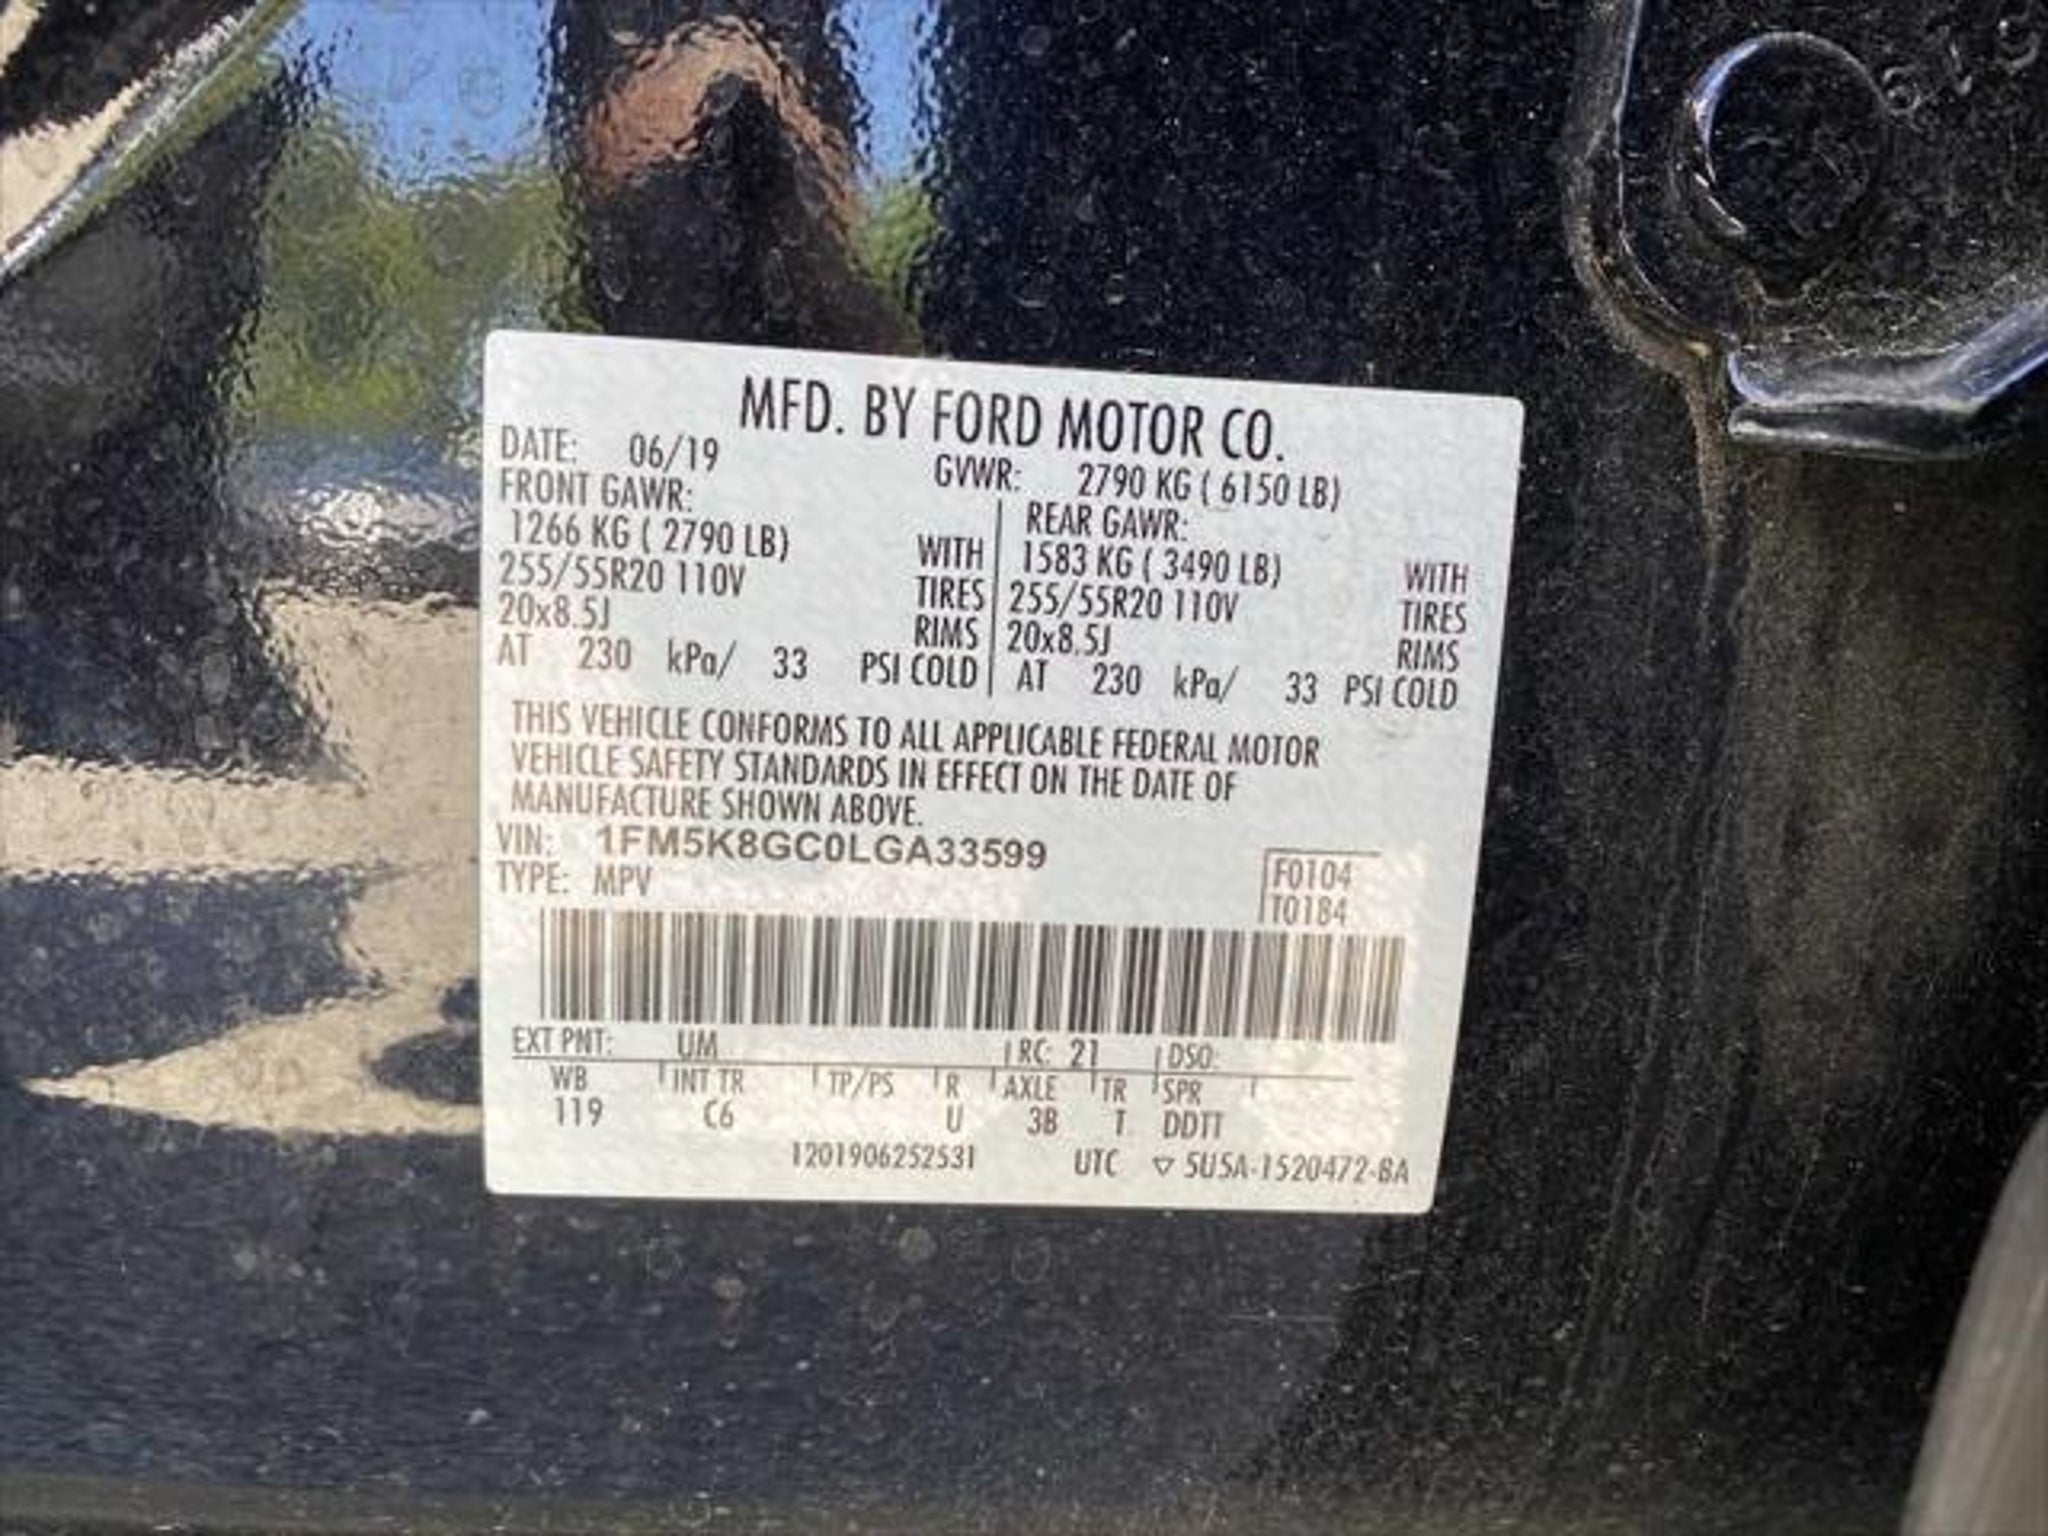 MFD. BY FORD MOTOR CO.
DATE: 06/19 GVWR: 2790 KG ( 6150 LB)
FRONT GAWR: REAR GAWR:
1266 KG ( 2790 LB) WITH 1583 KG ( 3490 LB) WITH
255/55R20 110V TIRES 255/55R20 110V TIRES
20x8.5J RIMS 20x8.5J RIMS
AT 230 kPa/ 33 PSI COLD AT 230 kPa/ 33 PSI COLD
THIS VEHICLE CONFORMS TO ALL APPLICABLE FEDERAL MOTOR
VEHICLE SAFETY STANDARDS IN EFFECT ON THE DATE OF
MANUFACTURE SHOWN ABOVE.
VIN: 1FM5K8GC0LGA33599
TYPE: MPV
F0104
T0184
EXT PNT: UM RC: 21 DSO:
WB INT TR TP/PS R AXLE TR SPR
119 C6 U 3B T DDTT
1201906252531 UTC ▽ 5U5A-1520472-BA